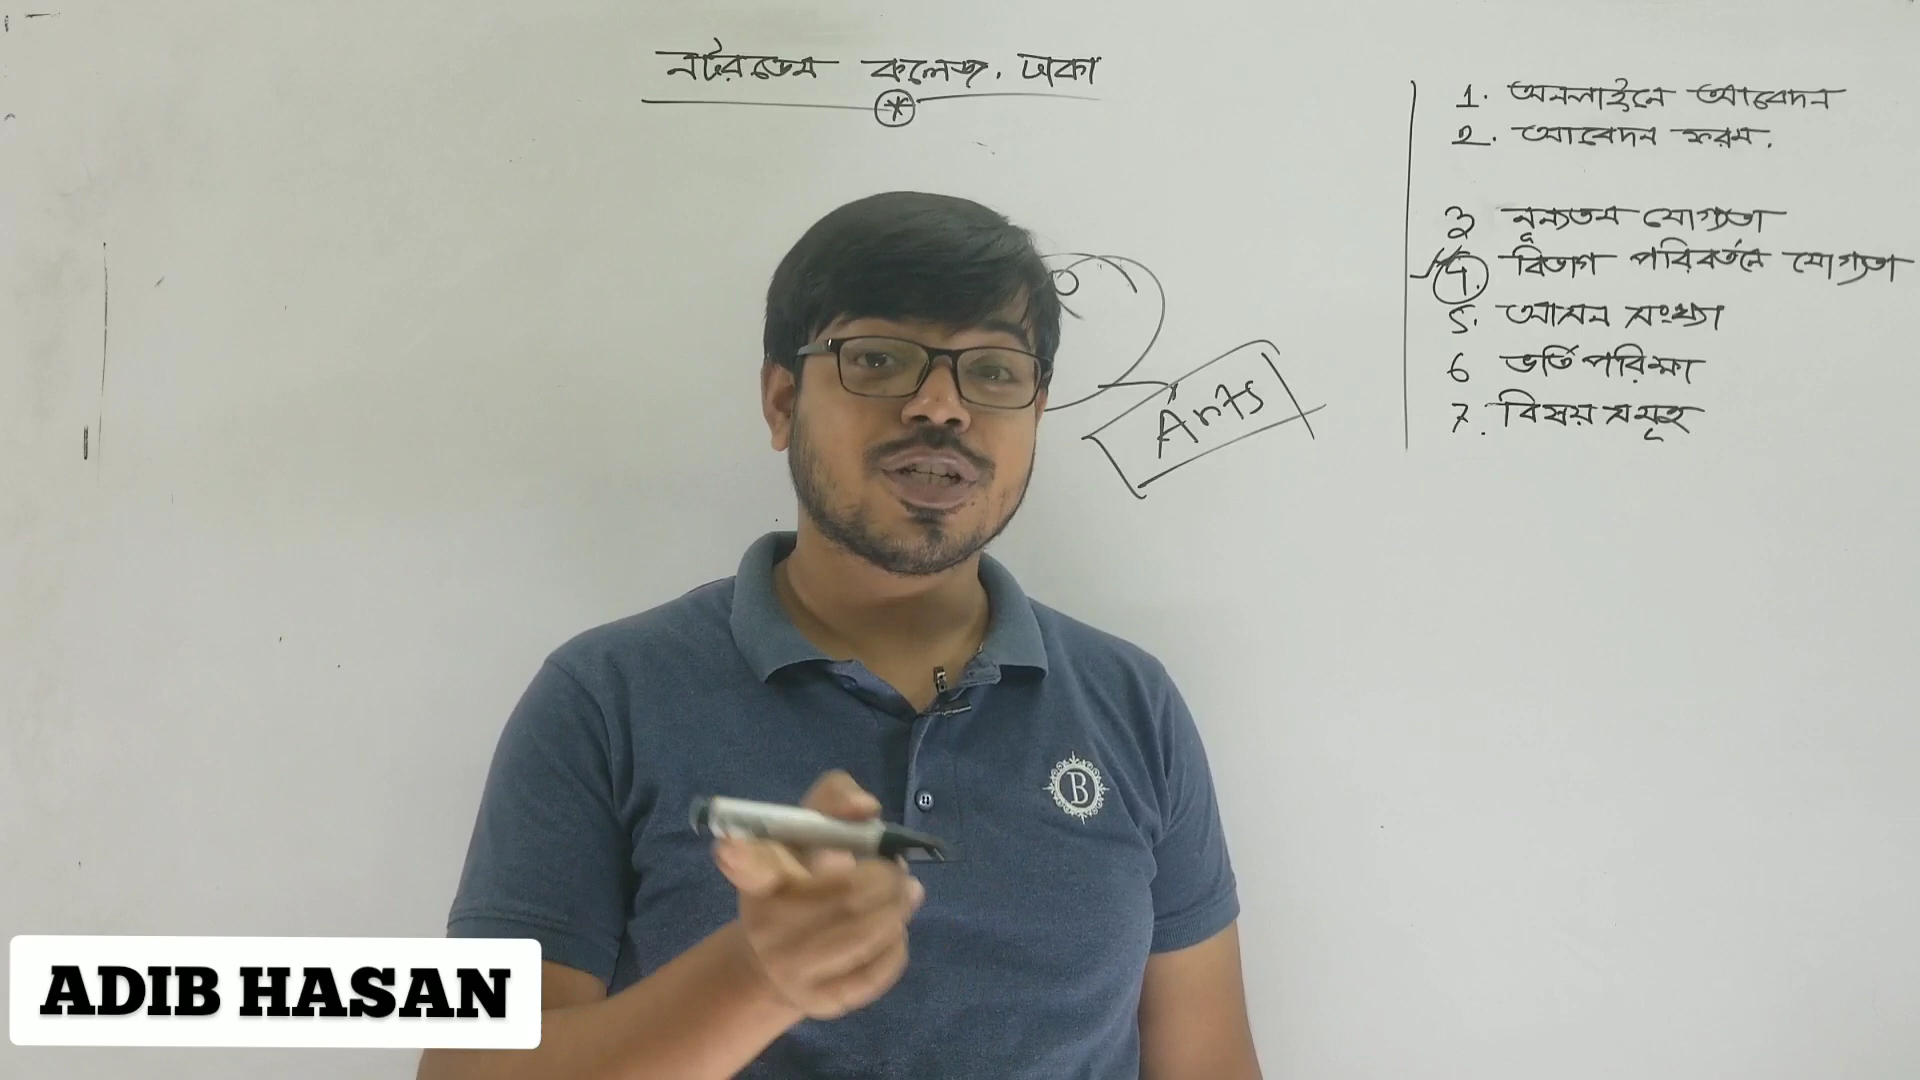 নটরডেম কলেজ, ঢাকা
1. অনলাইনে আবেদন
2. আবেদন ফরম.
3 নূন্যতম যোগ্যতা
4. বিভাগ পরিবর্তনে যোগ্যতা
5. আসন সংখ্যা
6 ভর্তি পরিক্ষা
7. বিষয় সমূহ
Arts
B
ADIB HASAN